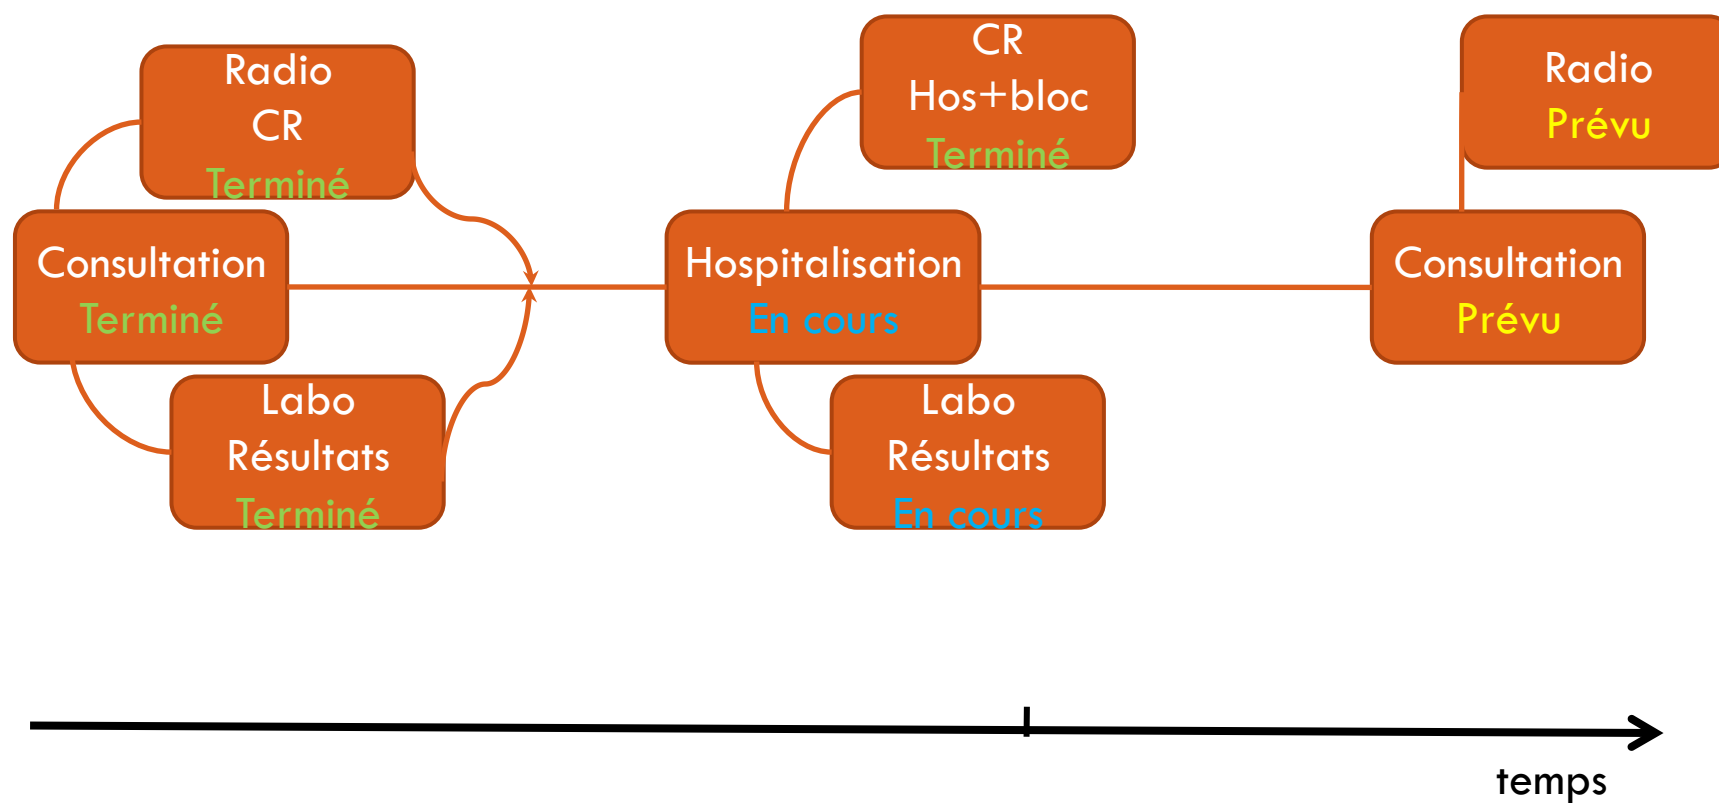 Radio
CR
Terminé
Consultation
Terminé
Labo
Résultats
Terminé
CR
Hos+bloc
Terminé
Hospitalisation
En cours
Labo
Résultats
En cours
Radio
Prévu
Consultation
Prévu
temps